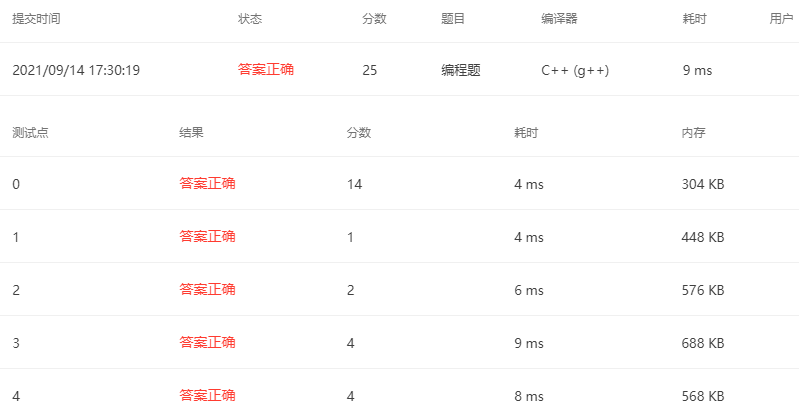 提交时间 状态 分数 题目 编译器 耗时 用户
2021/09/14 17:30:19 答案正确 25 编程题 C++ (g++) 9 ms
测试点 结果 分数 耗时 内存
0 答案正确 14 4 ms 304 KB
1 答案正确 1 4 ms 448 KB
2 答案正确 2 6 ms 576 KB
3 答案正确 4 9 ms 688 KB
4 答案正确 4 8 ms 568 KB